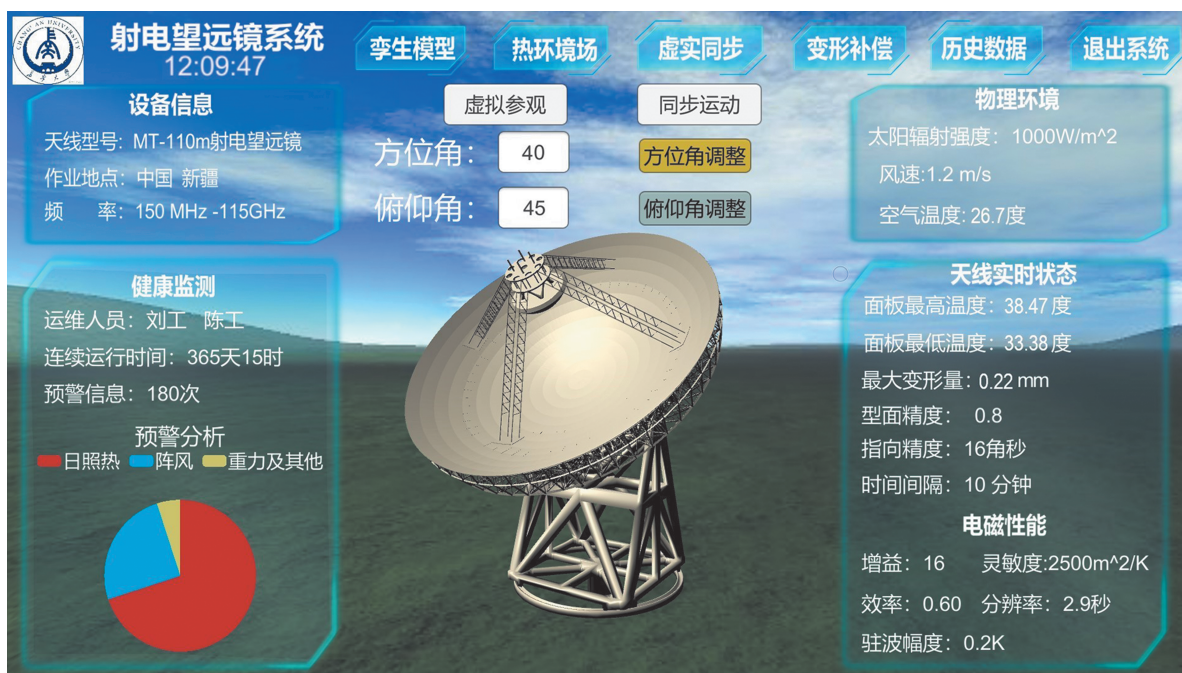 CHANG'AN UNIVERSITY
射电望远镜系统
12:09:47
孪生模型
热环境场
虚实同步
变形补偿
历史数据
退出系统
设备信息
天线型号: MT-110m射电望远镜
作业地点: 中国 新疆
频 率: 150 MHz -115GHz
健康监测
运维人员: 刘工 陈工
连续运行时间: 365天15时
预警信息: 180次
预警分析
日照热 阵风 重力及其他
虚拟参观
同步运动
方位角: 40
方位角调整
俯仰角: 45
俯仰角调整
物理环境
太阳辐射强度: 1000W/m^2
风速:1.2 m/s
空气温度: 26.7度
天线实时状态
面板最高温度: 38.47度
面板最低温度: 33.38度
最大变形量: 0.22 mm
型面精度: 0.8
指向精度: 16角秒
时间间隔: 10 分钟
电磁性能
增益: 16 灵敏度:2500m^2/K
效率: 0.60 分辨率: 2.9秒
驻波幅度: 0.2K